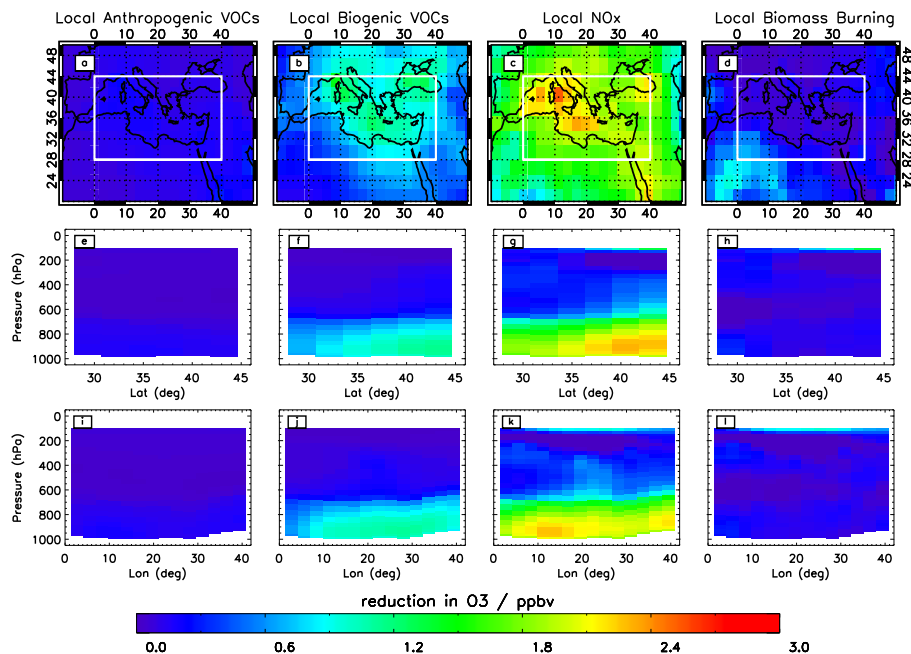 Local Anthropogenic VOCs
Local Biogenic VOCs
Local NOx
Local Biomass Burning
0 10 20 30 40
0 10 20 30 40
0 10 20 30 40
0 10 20 30 40
a
b
c
d
24 28 32 36 40 44 48
24 28 32 36 40 44 48
0 10 20 30 40
0 10 20 30 40
0 10 20 30 40
0 10 20 30 40
e
f
g
h
Pressure (hPa)
0
200
400
600
800
1000
30 35 40 45
30 35 40 45
30 35 40 45
30 35 40 45
Lat (deg)
Lat (deg)
Lat (deg)
Lat (deg)
i
j
k
l
Pressure (hPa)
0
200
400
600
800
1000
0 10 20 30 40
0 10 20 30 40
0 10 20 30 40
0 10 20 30 40
Lon (deg)
Lon (deg)
Lon (deg)
Lon (deg)
reduction in O3 / ppbv
0.0 0.6 1.2 1.8 2.4 3.0